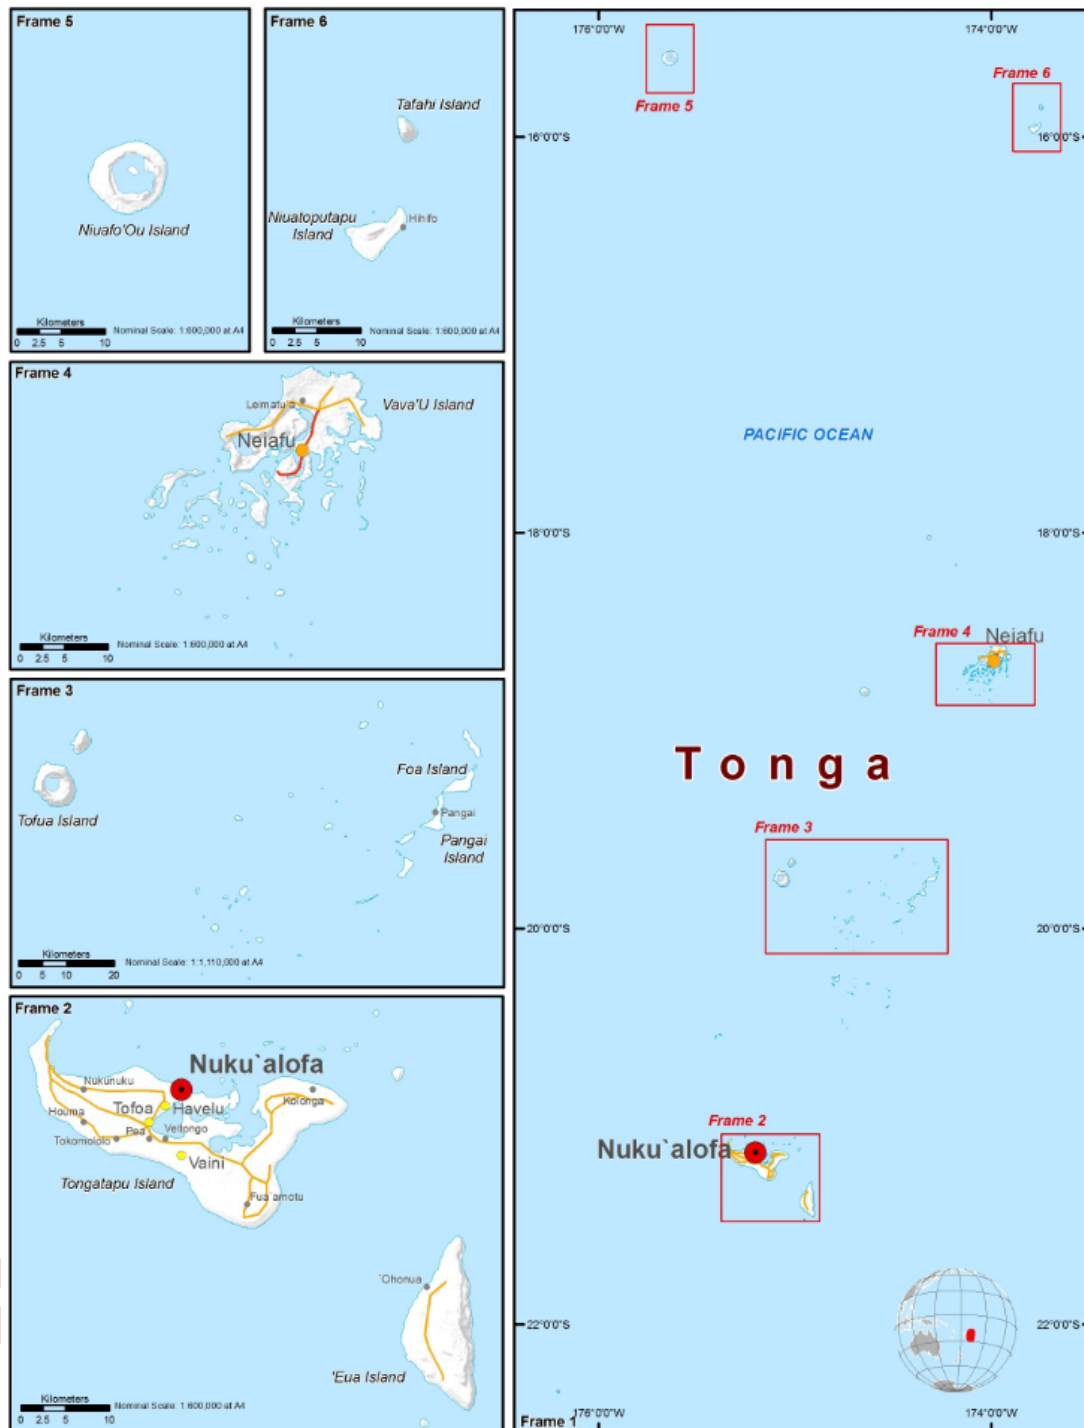 Frame 5
Niuafo'Ou Island
Kilometers
0 2.5 5 10
Nominal Scale: 1:600,000 at A4
Frame 6
Tafahi Island
Niuatoputapu
Island
Hihifo
Kilometers
0 2.5 5 10
Nominal Scale: 1:600,000 at A4
Frame 4
Leimatu'a
Vava'U Island
Neiafu
Kilometers
0 2.5 5 10
Nominal Scale: 1:600,000 at A4
Frame 3
Foa Island
Tofua Island
Pangai
Pangai
Island
Kilometers
0 5 10 20
Nominal Scale: 1:1,110,000 at A4
Frame 2
Nuku`alofa
Nukunuku
Kolonga
Tofoa
Havelu
Houma
Pea
Veitongo
Tokomololo
Vaini
Tongatapu Island
Fua`amotu
`Ohonua
'Eua Island
Kilometers
0 2.5 5 10
Nominal Scale: 1:600,000 at A4
176°0'0"W
174°0'0"W
Frame 5
Frame 6
16°0'0"S
16°0'0"S
PACIFIC OCEAN
18°0'0"S
18°0'0"S
Frame 4
Neiafu
Tonga
Frame 3
20°0'0"S
20°0'0"S
Frame 2
Nuku`alofa
22°0'0"S
22°0'0"S
Frame 1
176°0'0"W
174°0'0"W